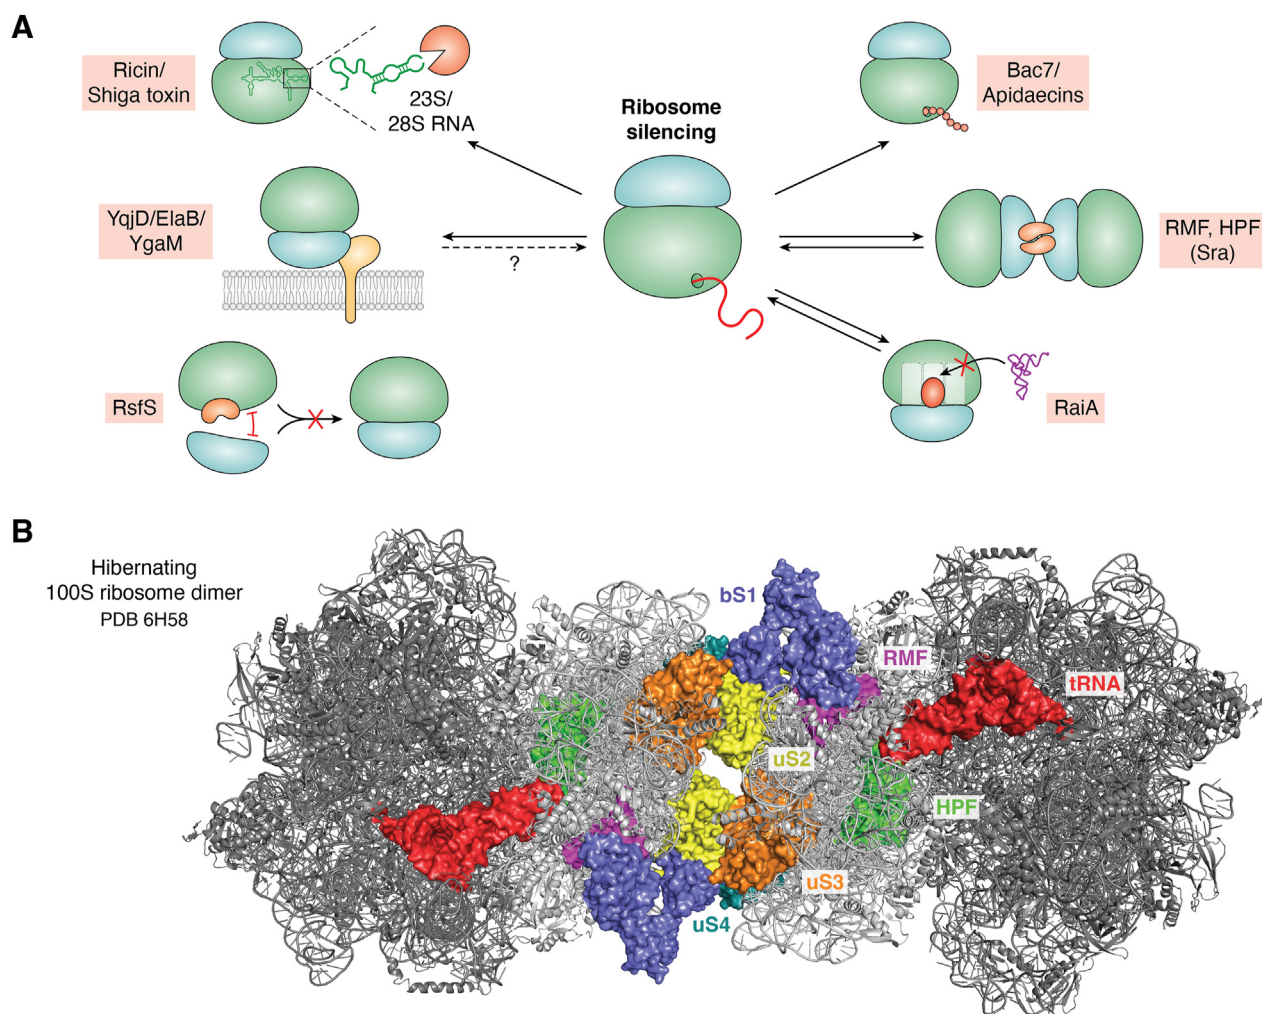 A
Ricin/
Shiga toxin
23S/
28S RNA
Ribosome
silencing
Bac7/
Apidaecins
YqjD/ElaB/
YgaM
?
RMF, HPF
(Sra)
RsfS
RaiA
B
Hibernating
100S ribosome dimer
PDB 6H58
bS1
RMF
tRNA
uS2
HPF
uS3
uS4